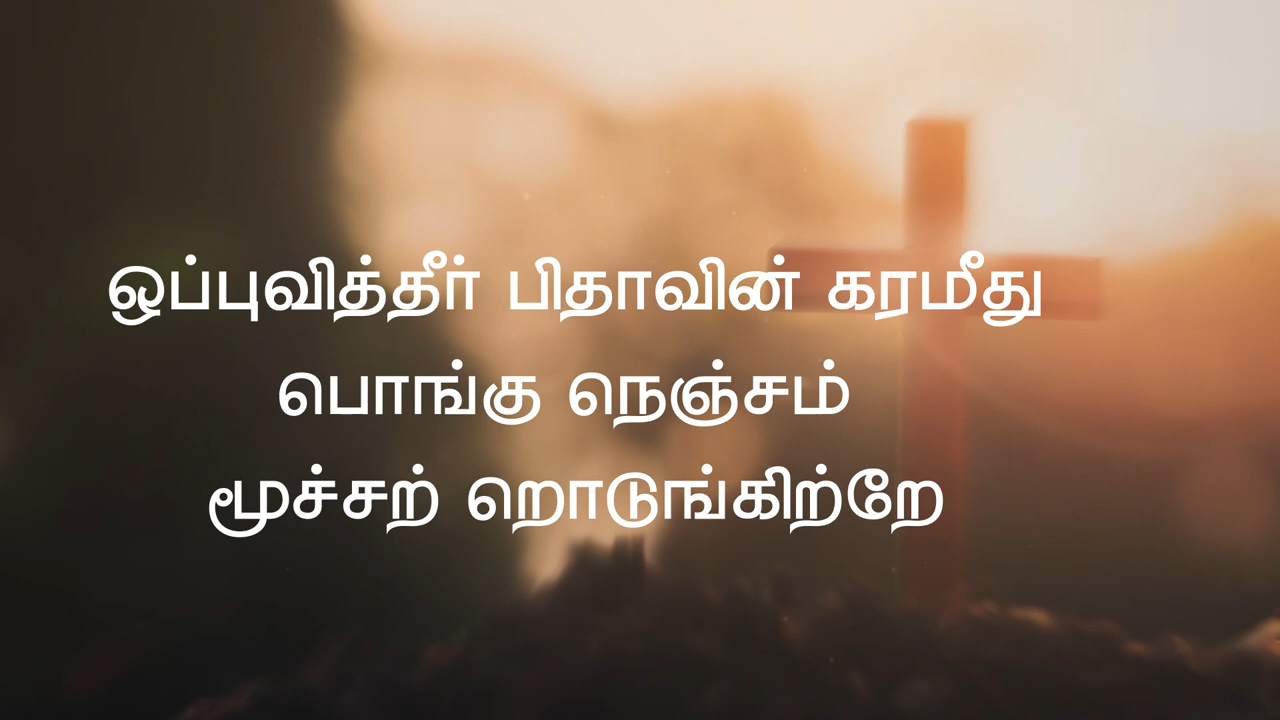 ஒப்புவித்தீர் பிதாவின் கரமீது
பொங்கு நெஞ்சம்
மூச்சற் றொடுங்கிற்றே